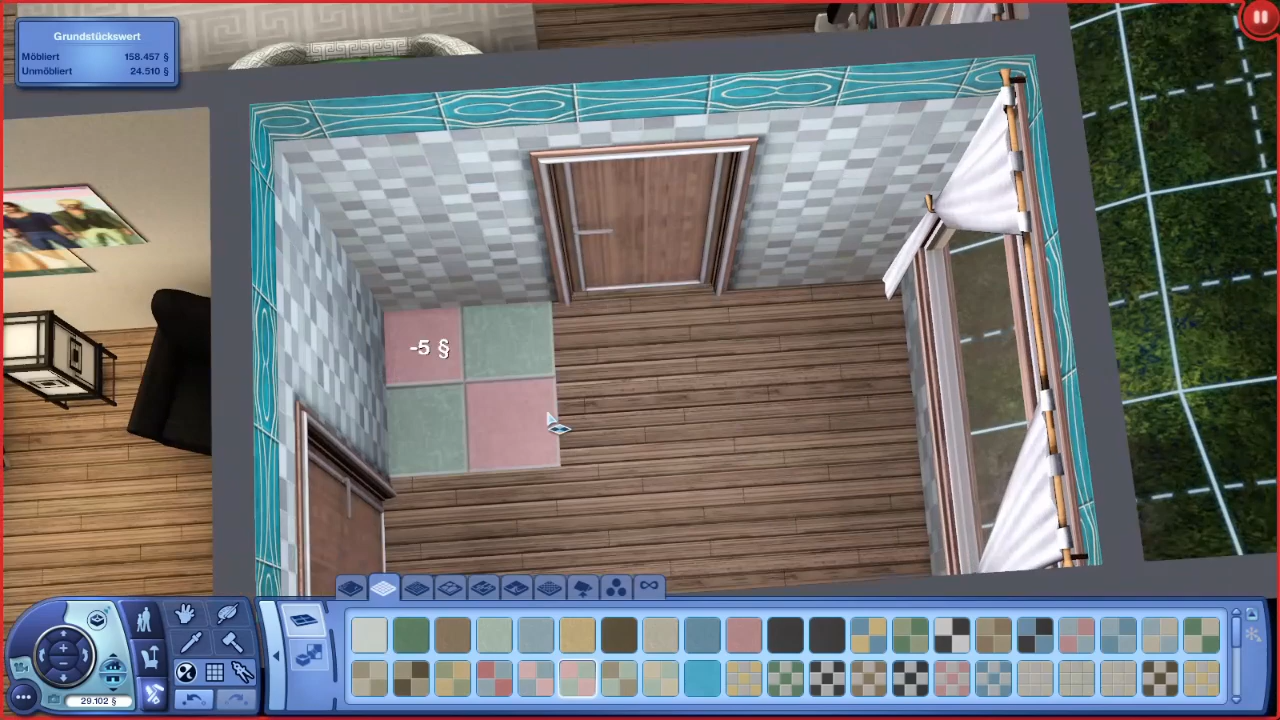 Grundstückswert
Möbliert 158.457 §
Unmöbliert 24.510 §
-5 §
29.102 §